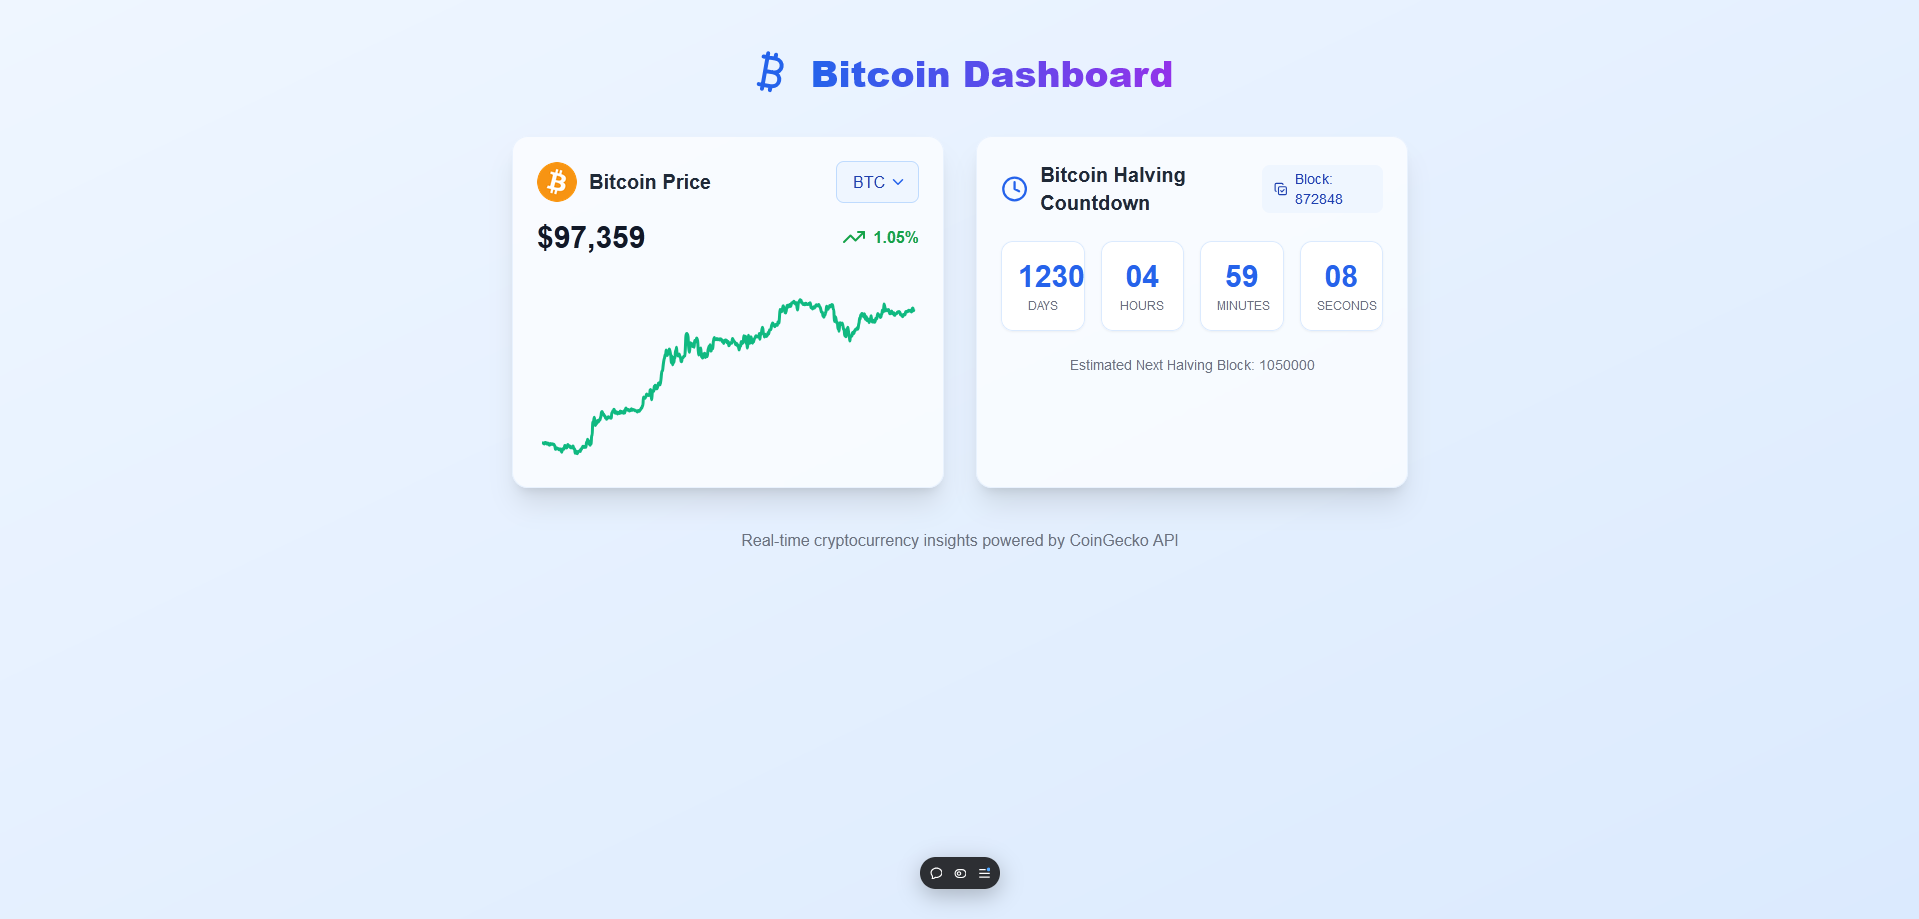 Bitcoin Dashboard
Bitcoin Price
BTC
$97,359
1.05%
Bitcoin Halving
Countdown
Block:
872848
1230
DAYS
04
HOURS
59
MINUTES
08
SECONDS
Estimated Next Halving Block: 1050000
Real-time cryptocurrency insights powered by CoinGecko API